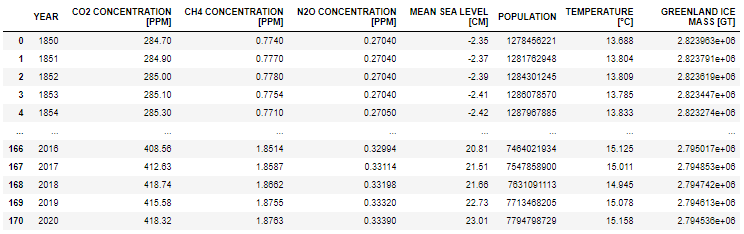 YEAR CO2 CONCENTRATION [PPM] CH4 CONCENTRATION [PPM] N2O CONCENTRATION [PPM] MEAN SEA LEVEL [CM] POPULATION TEMPERATURE [°C] GREENLAND ICE MASS [GT]
0 1850 284.70 0.7740 0.27040 -2.35 1278456221 13.688 2.823963e+06
1 1851 284.90 0.7770 0.27040 -2.37 1281762948 13.804 2.823791e+06
2 1852 285.00 0.7780 0.27040 -2.39 1284301245 13.809 2.823619e+06
3 1853 285.10 0.7754 0.27040 -2.41 1286078570 13.785 2.823447e+06
4 1854 285.30 0.7710 0.27050 -2.42 1287967885 13.833 2.823274e+06
... ... ... ... ... ... ... ... ...
166 2016 408.56 1.8514 0.32994 20.81 7464021934 15.125 2.795017e+06
167 2017 412.63 1.8587 0.33114 21.51 7547858900 15.011 2.794853e+06
168 2018 418.74 1.8662 0.33198 21.66 7631091113 14.945 2.794742e+06
169 2019 415.58 1.8755 0.33320 22.73 7713468205 15.078 2.794613e+06
170 2020 418.32 1.8763 0.33390 23.01 7794798729 15.158 2.794536e+06